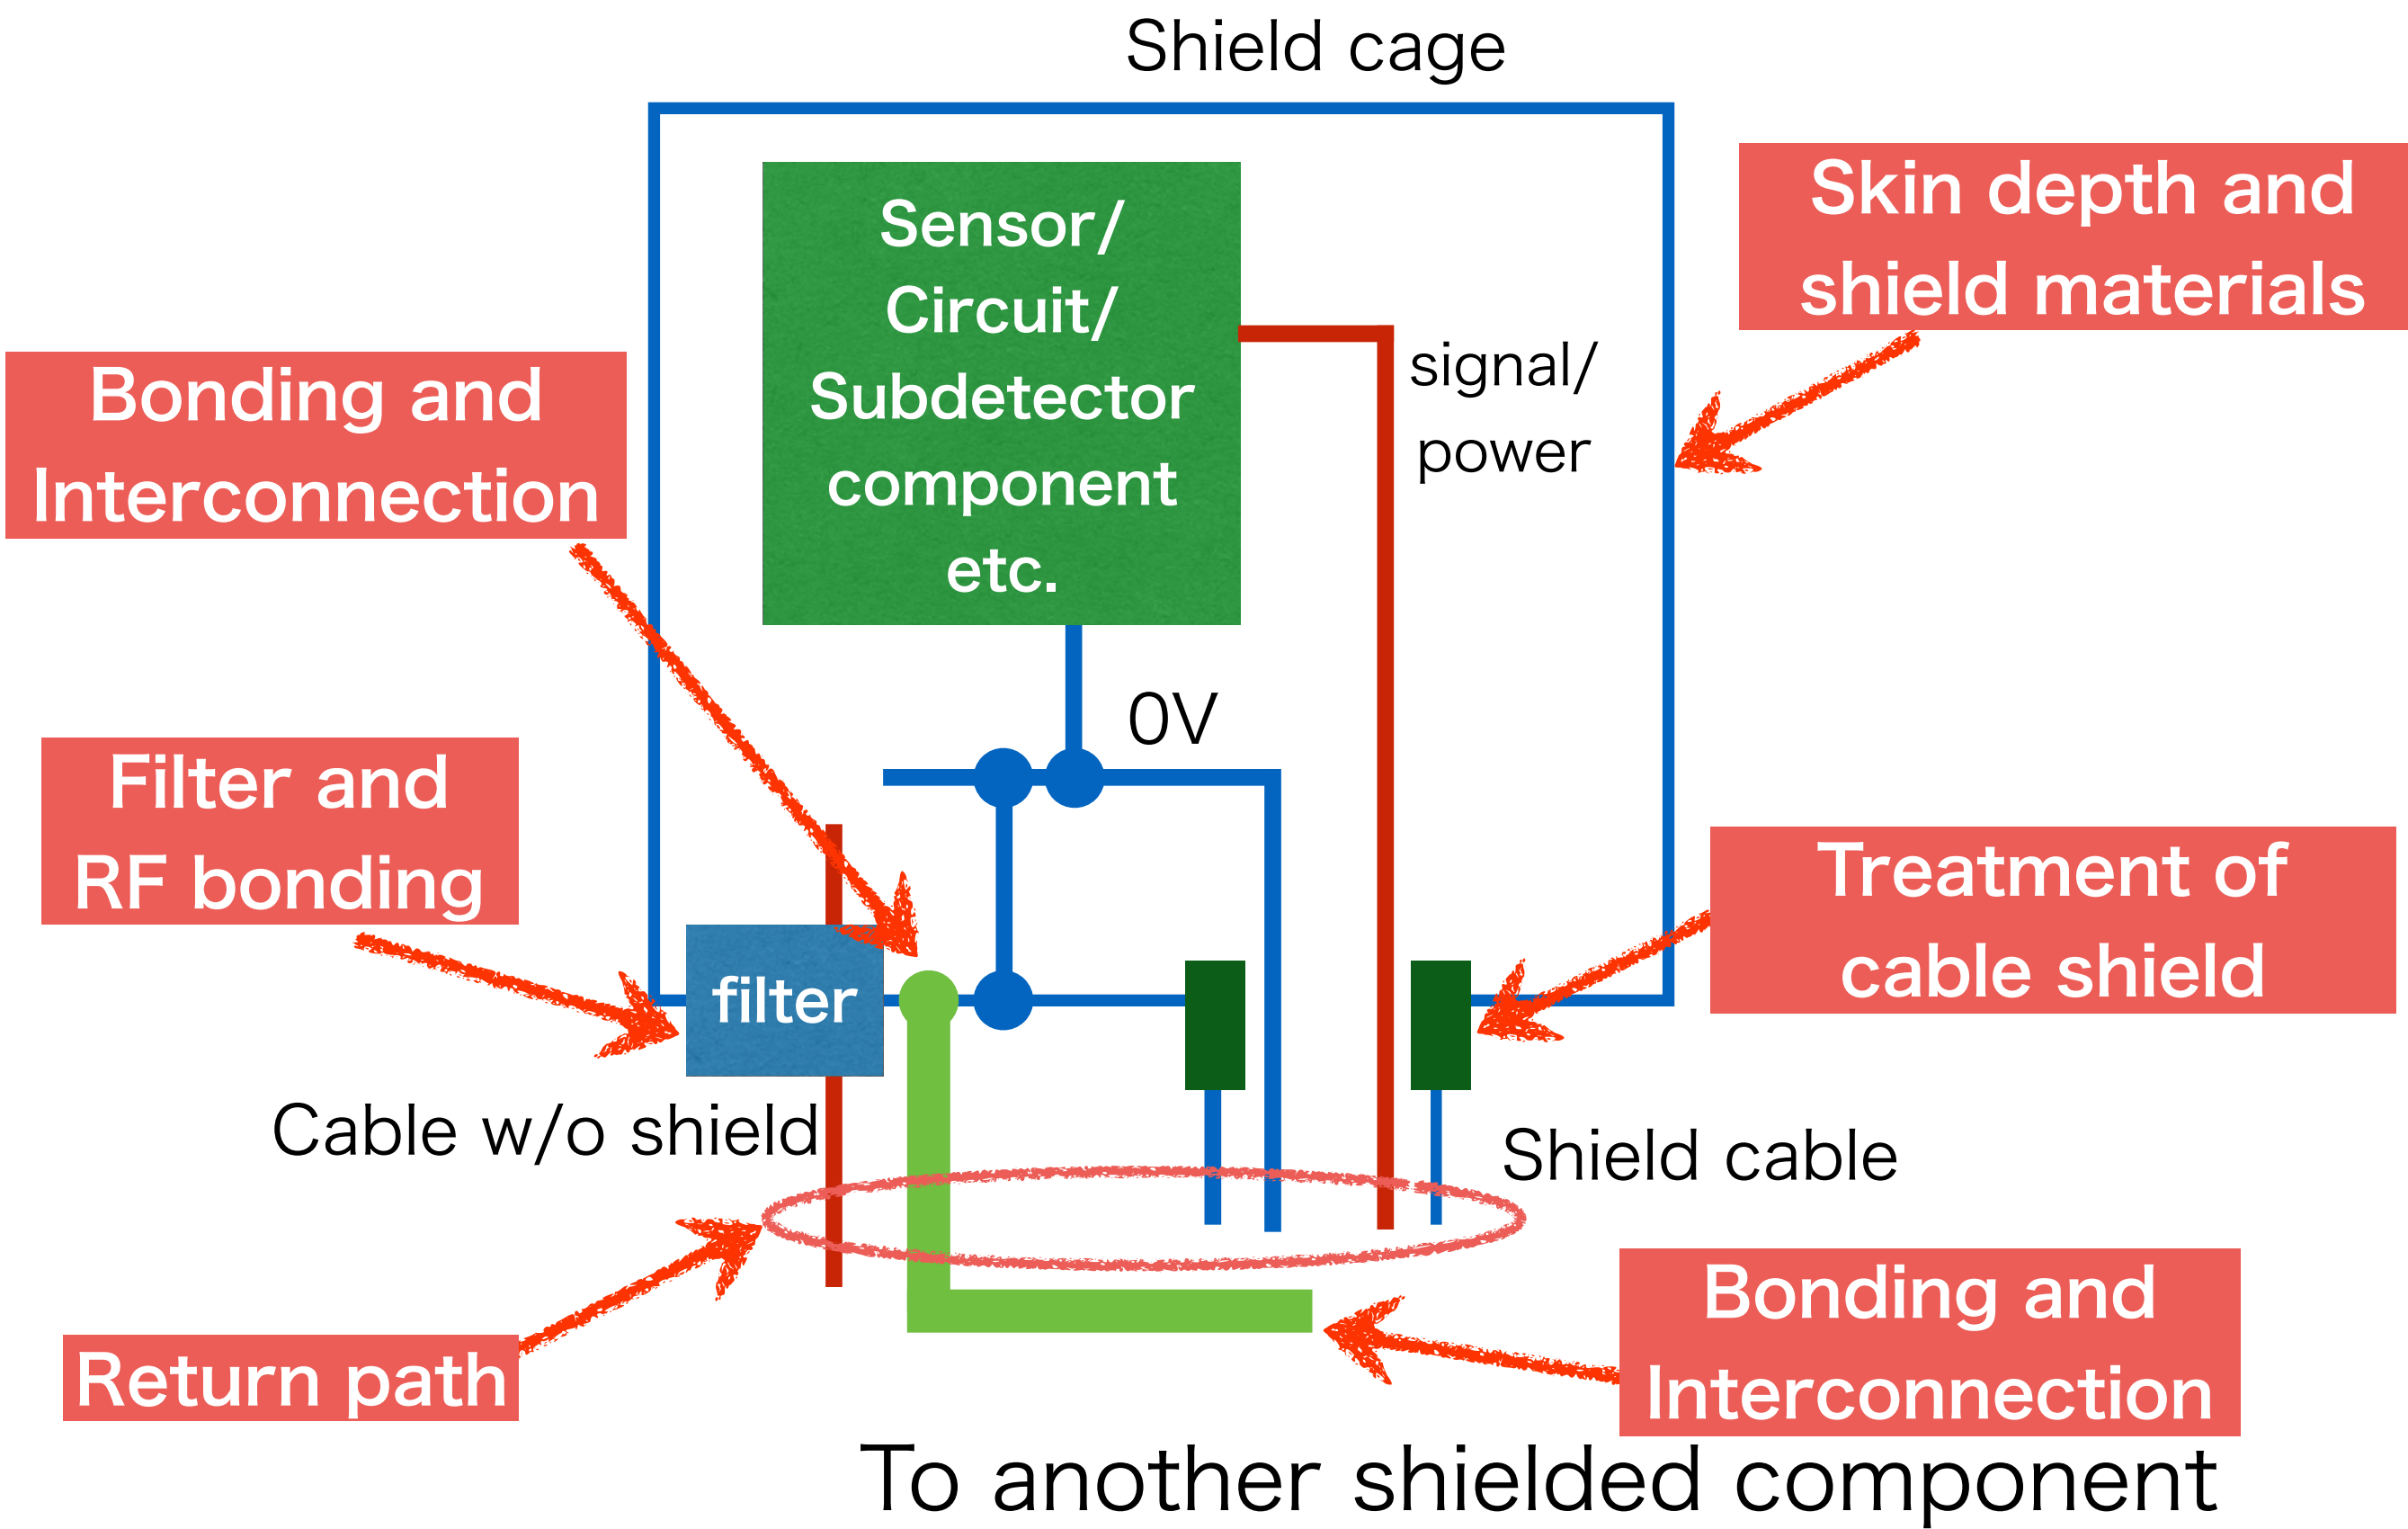 Shield cage
Skin depth and
shield materials
Sensor/
Circuit/
Subdetector
component
etc.
signal/
power
Bonding and
Interconnection
0V
Filter and
RF bonding
Treatment of
cable shield
filter
Cable w/o shield
Shield cable
Return path
Bonding and
Interconnection
To another shielded component